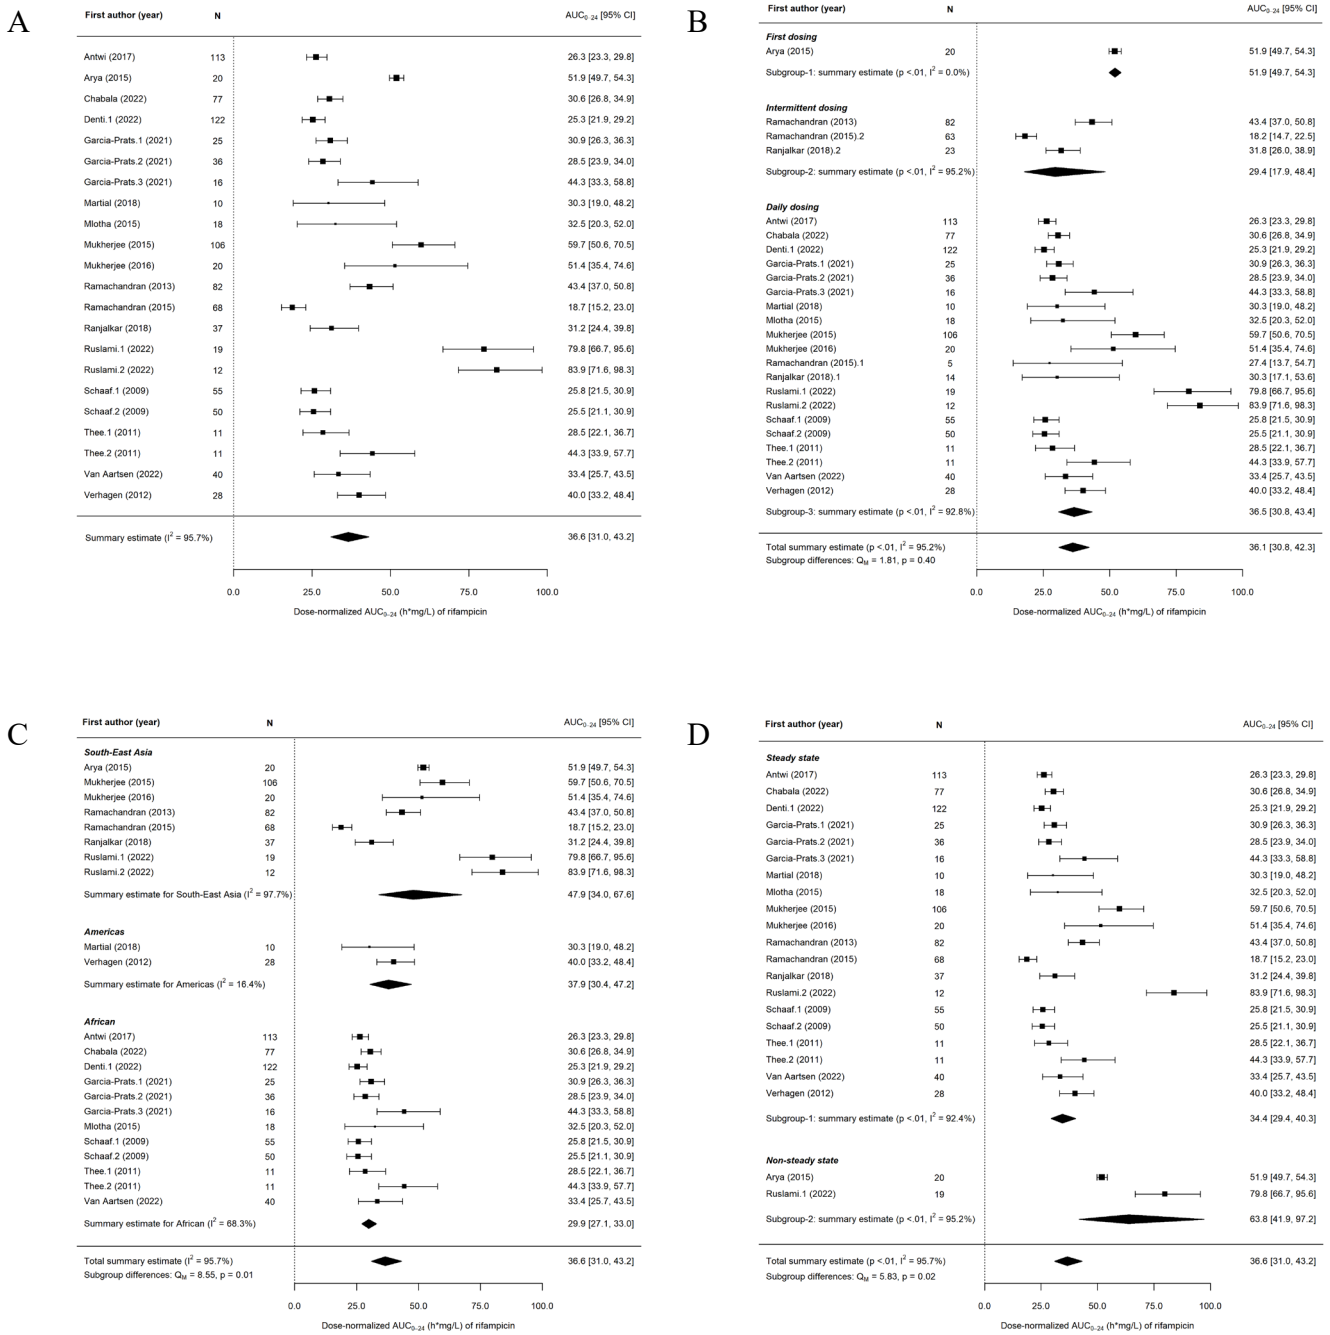 A
First author (year) N AUC₀₋₂₄ [95% CI]
Antwi (2017) 113 26.3 [23.3, 29.8]
Arya (2015) 20 51.9 [49.7, 54.3]
Chabala (2022) 77 30.6 [26.8, 34.9]
Denti.1 (2022) 122 25.3 [21.9, 29.2]
Garcia-Prats.1 (2021) 25 30.9 [26.3, 36.3]
Garcia-Prats.2 (2021) 36 28.5 [23.9, 34.0]
Garcia-Prats.3 (2021) 16 44.3 [33.3, 58.8]
Martial (2018) 10 30.3 [19.0, 48.2]
Mlotha (2015) 18 32.5 [20.3, 52.0]
Mukherjee (2015) 106 59.7 [50.6, 70.5]
Mukherjee (2016) 20 51.4 [35.4, 74.6]
Ramachandran (2013) 82 43.4 [37.0, 50.8]
Ramachandran (2015) 68 18.7 [15.2, 23.0]
Ranjalkar (2018) 37 31.2 [24.4, 39.8]
Ruslami.1 (2022) 19 79.8 [66.7, 95.6]
Ruslami.2 (2022) 12 83.9 [71.6, 98.3]
Schaaf.1 (2009) 55 25.8 [21.5, 30.9]
Schaaf.2 (2009) 50 25.5 [21.1, 30.9]
Thee.1 (2011) 11 28.5 [22.1, 36.7]
Thee.2 (2011) 11 44.3 [33.9, 57.7]
Van Aartsen (2022) 40 33.4 [25.7, 43.5]
Verhagen (2012) 28 40.0 [33.2, 48.4]
Summary estimate (I² = 95.7%) 36.6 [31.0, 43.2]
0.0 25.0 50.0 75.0 100.0
Dose-normalized AUC₀₋₂₄ (h*mg/L) of rifampicin
B
First author (year) N AUC₀₋₂₄ [95% CI]
First dosing
Arya (2015) 20 51.9 [49.7, 54.3]
Subgroup-1: summary estimate (p <.01, I² = 0.0%) 51.9 [49.7, 54.3]
Intermittent dosing
Ramachandran (2013) 82 43.4 [37.0, 50.8]
Ramachandran (2015).2 63 18.2 [14.7, 22.5]
Ranjalkar (2018).2 23 31.8 [26.0, 38.9]
Subgroup-2: summary estimate (p <.01, I² = 95.2%) 29.4 [17.9, 48.4]
Daily dosing
Antwi (2017) 113 26.3 [23.3, 29.8]
Chabala (2022) 77 30.6 [26.8, 34.9]
Denti.1 (2022) 122 25.3 [21.9, 29.2]
Garcia-Prats.1 (2021) 25 30.9 [26.3, 36.3]
Garcia-Prats.2 (2021) 36 28.5 [23.9, 34.0]
Garcia-Prats.3 (2021) 16 44.3 [33.3, 58.8]
Martial (2018) 10 30.3 [19.0, 48.2]
Mlotha (2015) 18 32.5 [20.3, 52.0]
Mukherjee (2015) 106 59.7 [50.6, 70.5]
Mukherjee (2016) 20 51.4 [35.4, 74.6]
Ramachandran (2015).1 5 27.4 [13.7, 54.7]
Ranjalkar (2018).1 14 30.3 [17.1, 53.6]
Ruslami.1 (2022) 19 79.8 [66.7, 95.6]
Ruslami.2 (2022) 12 83.9 [71.6, 98.3]
Schaaf.1 (2009) 55 25.8 [21.5, 30.9]
Schaaf.2 (2009) 50 25.5 [21.1, 30.9]
Thee.1 (2011) 11 28.5 [22.1, 36.7]
Thee.2 (2011) 11 44.3 [33.9, 57.7]
Van Aartsen (2022) 40 33.4 [25.7, 43.5]
Verhagen (2012) 28 40.0 [33.2, 48.4]
Subgroup-3: summary estimate (p <.01, I² = 92.8%) 36.5 [30.8, 43.4]
Total summary estimate (p <.01, I² = 95.2%) 36.1 [30.8, 42.3]
Subgroup differences: Q_M = 1.81, p = 0.40
0.0 25.0 50.0 75.0 100.0
Dose-normalized AUC₀₋₂₄ (h*mg/L) of rifampicin
C
First author (year) N AUC₀₋₂₄ [95% CI]
South-East Asia
Arya (2015) 20 51.9 [49.7, 54.3]
Mukherjee (2015) 106 59.7 [50.6, 70.5]
Mukherjee (2016) 20 51.4 [35.4, 74.6]
Ramachandran (2013) 82 43.4 [37.0, 50.8]
Ramachandran (2015) 68 18.7 [15.2, 23.0]
Ranjalkar (2018) 37 31.2 [24.4, 39.8]
Ruslami.1 (2022) 19 79.8 [66.7, 95.6]
Ruslami.2 (2022) 12 83.9 [71.6, 98.3]
Summary estimate for South-East Asia (I² = 97.7%) 47.9 [34.0, 67.6]
Americas
Martial (2018) 10 30.3 [19.0, 48.2]
Verhagen (2012) 28 40.0 [33.2, 48.4]
Summary estimate for Americas (I² = 16.4%) 37.9 [30.4, 47.2]
African
Antwi (2017) 113 26.3 [23.3, 29.8]
Chabala (2022) 77 30.6 [26.8, 34.9]
Denti.1 (2022) 122 25.3 [21.9, 29.2]
Garcia-Prats.1 (2021) 25 30.9 [26.3, 36.3]
Garcia-Prats.2 (2021) 36 28.5 [23.9, 34.0]
Garcia-Prats.3 (2021) 16 44.3 [33.3, 58.8]
Mlotha (2015) 18 32.5 [20.3, 52.0]
Schaaf.1 (2009) 55 25.8 [21.5, 30.9]
Schaaf.2 (2009) 50 25.5 [21.1, 30.9]
Thee.1 (2011) 11 28.5 [22.1, 36.7]
Thee.2 (2011) 11 44.3 [33.9, 57.7]
Van Aartsen (2022) 40 33.4 [25.7, 43.5]
Summary estimate for African (I² = 68.3%) 29.9 [27.1, 33.0]
Total summary estimate (I² = 95.7%) 36.6 [31.0, 43.2]
Subgroup differences: Q_M = 8.55, p = 0.01
0.0 25.0 50.0 75.0 100.0
Dose-normalized AUC₀₋₂₄ (h*mg/L) of rifampicin
D
First author (year) N AUC₀₋₂₄ [95% CI]
Steady state
Antwi (2017) 113 26.3 [23.3, 29.8]
Chabala (2022) 77 30.6 [26.8, 34.9]
Denti.1 (2022) 122 25.3 [21.9, 29.2]
Garcia-Prats.1 (2021) 25 30.9 [26.3, 36.3]
Garcia-Prats.2 (2021) 36 28.5 [23.9, 34.0]
Garcia-Prats.3 (2021) 16 44.3 [33.3, 58.8]
Martial (2018) 10 30.3 [19.0, 48.2]
Mlotha (2015) 18 32.5 [20.3, 52.0]
Mukherjee (2015) 106 59.7 [50.6, 70.5]
Mukherjee (2016) 20 51.4 [35.4, 74.6]
Ramachandran (2013) 82 43.4 [37.0, 50.8]
Ramachandran (2015) 68 18.7 [15.2, 23.0]
Ranjalkar (2018) 37 31.2 [24.4, 39.8]
Ruslami.2 (2022) 12 83.9 [71.6, 98.3]
Schaaf.1 (2009) 55 25.8 [21.5, 30.9]
Schaaf.2 (2009) 50 25.5 [21.1, 30.9]
Thee.1 (2011) 11 28.5 [22.1, 36.7]
Thee.2 (2011) 11 44.3 [33.9, 57.7]
Van Aartsen (2022) 40 33.4 [25.7, 43.5]
Verhagen (2012) 28 40.0 [33.2, 48.4]
Subgroup-1: summary estimate (p <.01, I² = 92.4%) 34.4 [29.4, 40.3]
Non-steady state
Arya (2015) 20 51.9 [49.7, 54.3]
Ruslami.1 (2022) 19 79.8 [66.7, 95.6]
Subgroup-2: summary estimate (p <.01, I² = 95.2%) 63.8 [41.9, 97.2]
Total summary estimate (p <.01, I² = 95.7%) 36.6 [31.0, 43.2]
Subgroup differences: Q_M = 5.83, p = 0.02
0.0 25.0 50.0 75.0 100.0
Dose-normalized AUC₀₋₂₄ (h*mg/L) of rifampicin